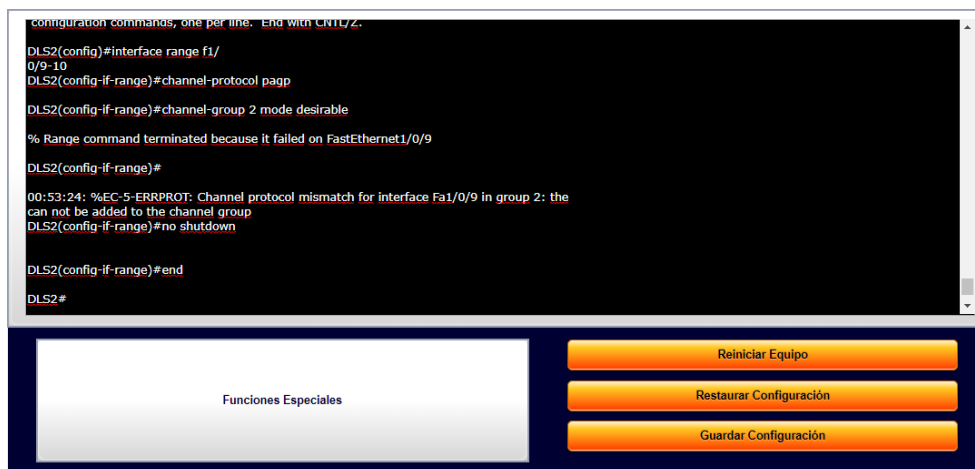 configuration commands, one per line. End with CNTL/Z.
DLS2(config)#interface range f1/
0/9-10
DLS2(config-if-range)#channel-protocol pagp
DLS2(config-if-range)#channel-group 2 mode desirable
% Range command terminated because it failed on FastEthernet1/0/9
DLS2(config-if-range)#
00:53:24: %EC-5-ERRPROT: Channel protocol mismatch for interface Fa1/0/9 in group 2: the
can not be added to the channel group
DLS2(config-if-range)#no shutdown
DLS2(config-if-range)#end
DLS2#
Funciones Especiales
Reiniciar Equipo
Restaurar Configuración
Guardar Configuración